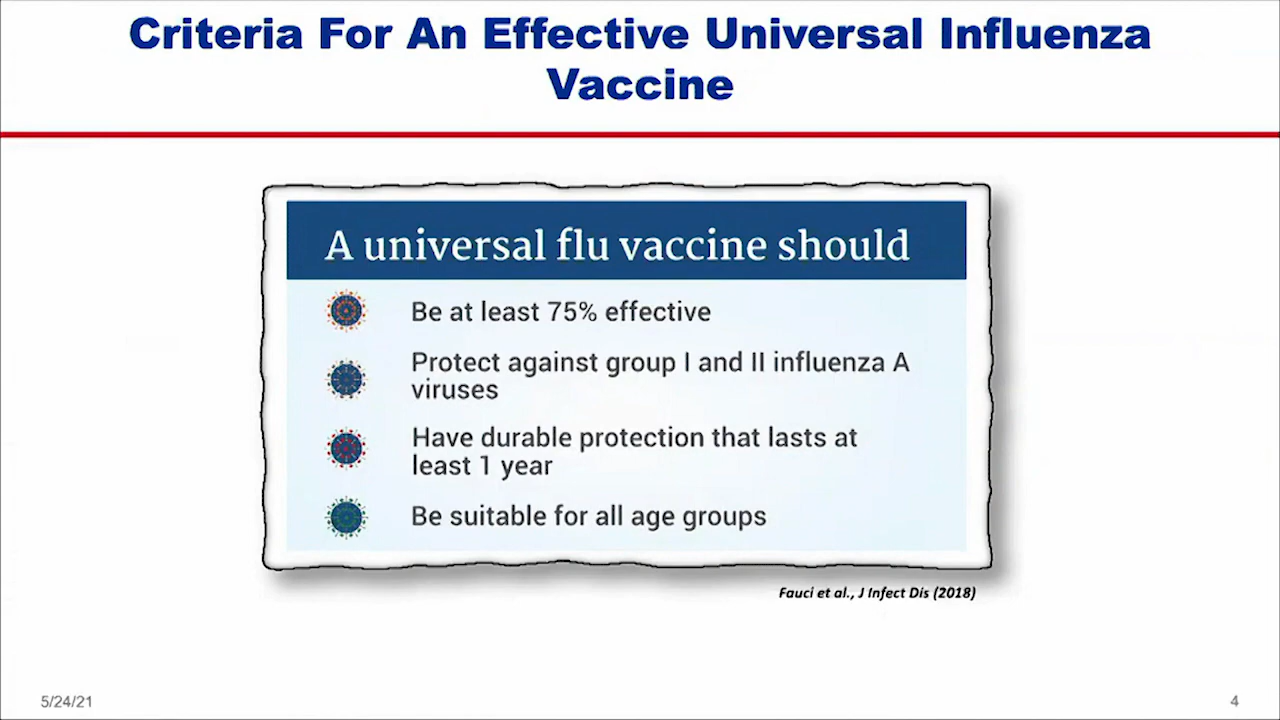 Criteria For An Effective Universal Influenza
Vaccine
A universal flu vaccine should
Be at least 75% effective
Protect against group I and II influenza A
viruses
Have durable protection that lasts at
least 1 year
Be suitable for all age groups
Fauci et al., J Infect Dis (2018)
5/24/21
4